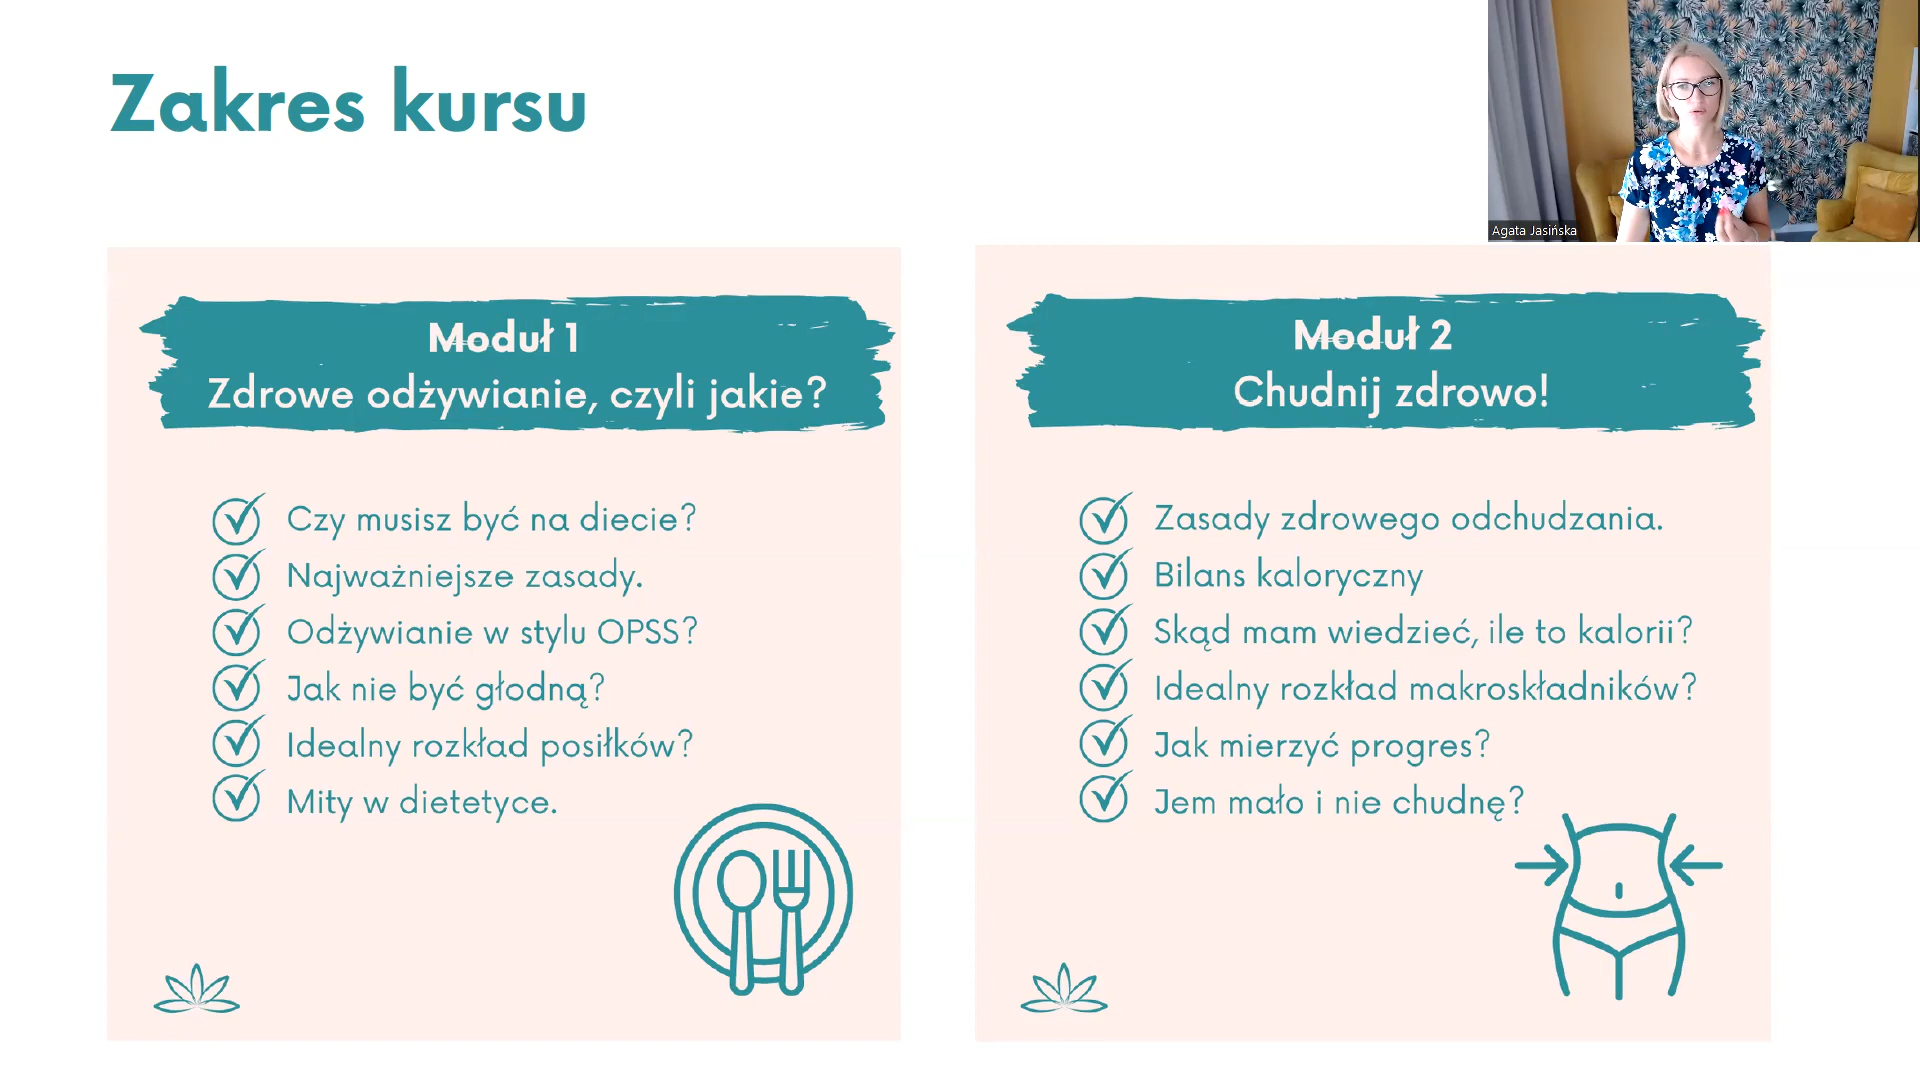 Zakres kursu
Agata Jasińska
Moduł 1
Zdrowe odżywianie, czyli jakie?
Czy musisz być na diecie?
Najważniejsze zasady.
Odżywianie w stylu OPSS?
Jak nie być głodną?
Idealny rozkład posiłków?
Mity w dietetyce.
Moduł 2
Chudnij zdrowo!
Zasady zdrowego odchudzania.
Bilans kaloryczny
Skąd mam wiedzieć, ile to kalorii?
Idealny rozkład makroskładników?
Jak mierzyć progres?
Jem mało i nie chudnę?